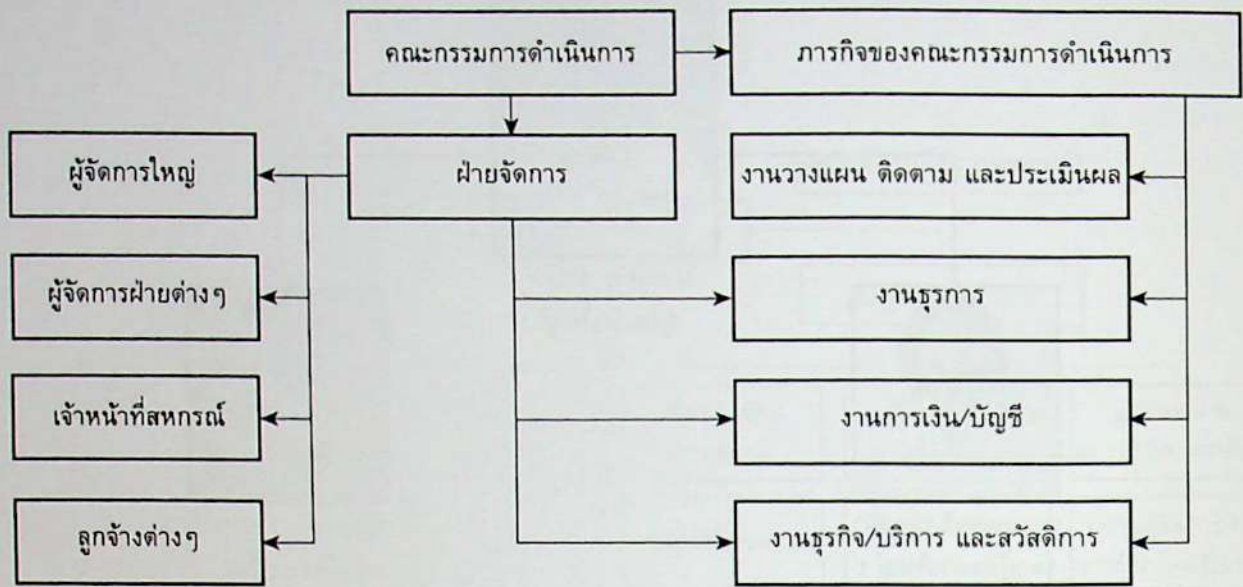 คณะกรรมการดำเนินการ
ภารกิจของคณะกรรมการดำเนินการ
ผู้จัดการใหญ่
ฝ่ายจัดการ
งานวางแผน ติดตาม และประเมินผล
ผู้จัดการฝ่ายต่างๆ
งานธุรการ
เจ้าหน้าที่สหกรณ์
งานการเงิน/บัญชี
ลูกจ้างต่างๆ
งานธุรกิจ/บริการ และสวัสดิการ